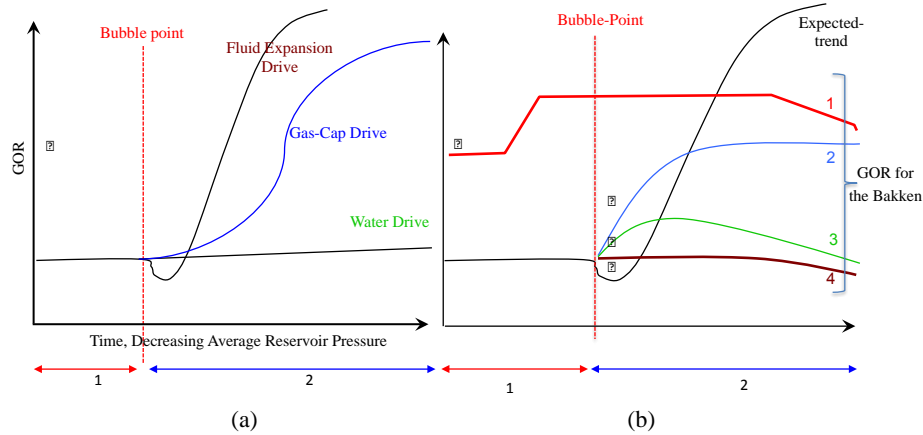 Bubble point
Fluid Expansion
Drive
Gas-Cap Drive
Water Drive
GOR
Time, Decreasing Average Reservoir Pressure
1
2
(a)
Bubble-Point
Expected-
trend
1
2
GOR for
the Bakken
3
4
1
2
(b)